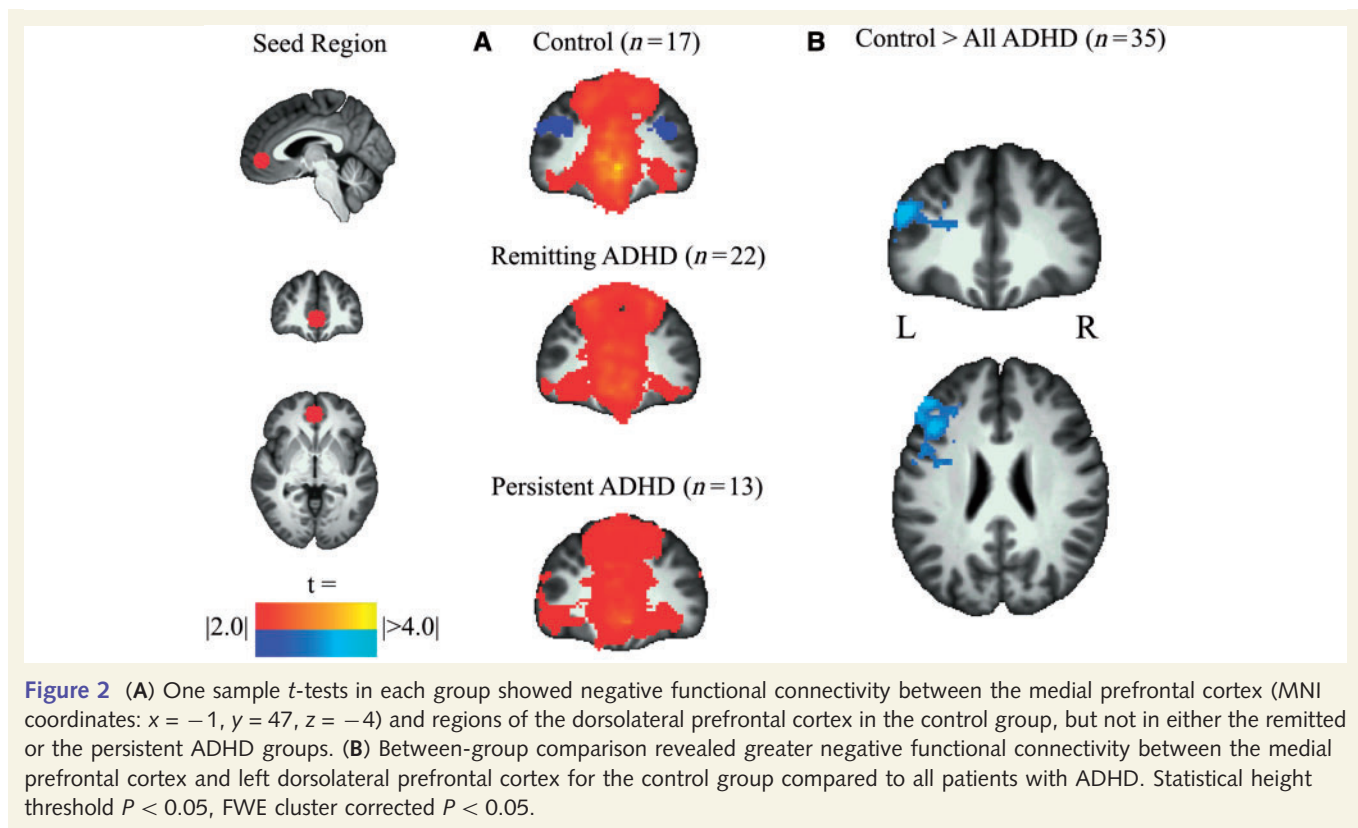 Seed Region
A Control (n=17)
B Control > All ADHD (n=35)
Remitting ADHD (n=22)
L R
Persistent ADHD (n=13)
t =
|2.0| |>4.0|
Figure 2 (A) One sample t-tests in each group showed negative functional connectivity between the medial prefrontal cortex (MNI
coordinates: x = −1, y = 47, z = −4) and regions of the dorsolateral prefrontal cortex in the control group, but not in either the remitted
or the persistent ADHD groups. (B) Between-group comparison revealed greater negative functional connectivity between the medial
prefrontal cortex and left dorsolateral prefrontal cortex for the control group compared to all patients with ADHD. Statistical height
threshold P < 0.05, FWE cluster corrected P < 0.05.